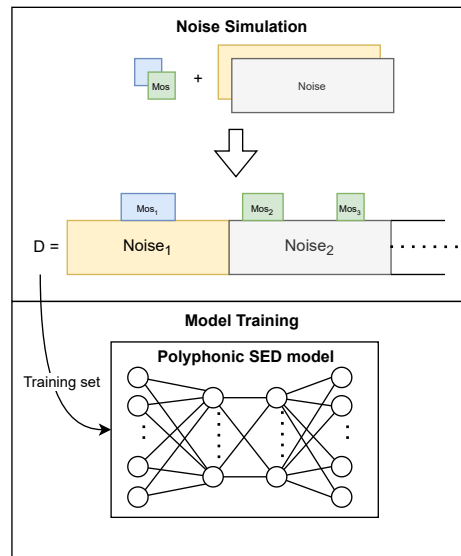 Noise Simulation
Mos
+
Noise
Mos₁
Mos₂
Mos₃
D =
Noise₁
Noise₂
Model Training
Polyphonic SED model
Training set